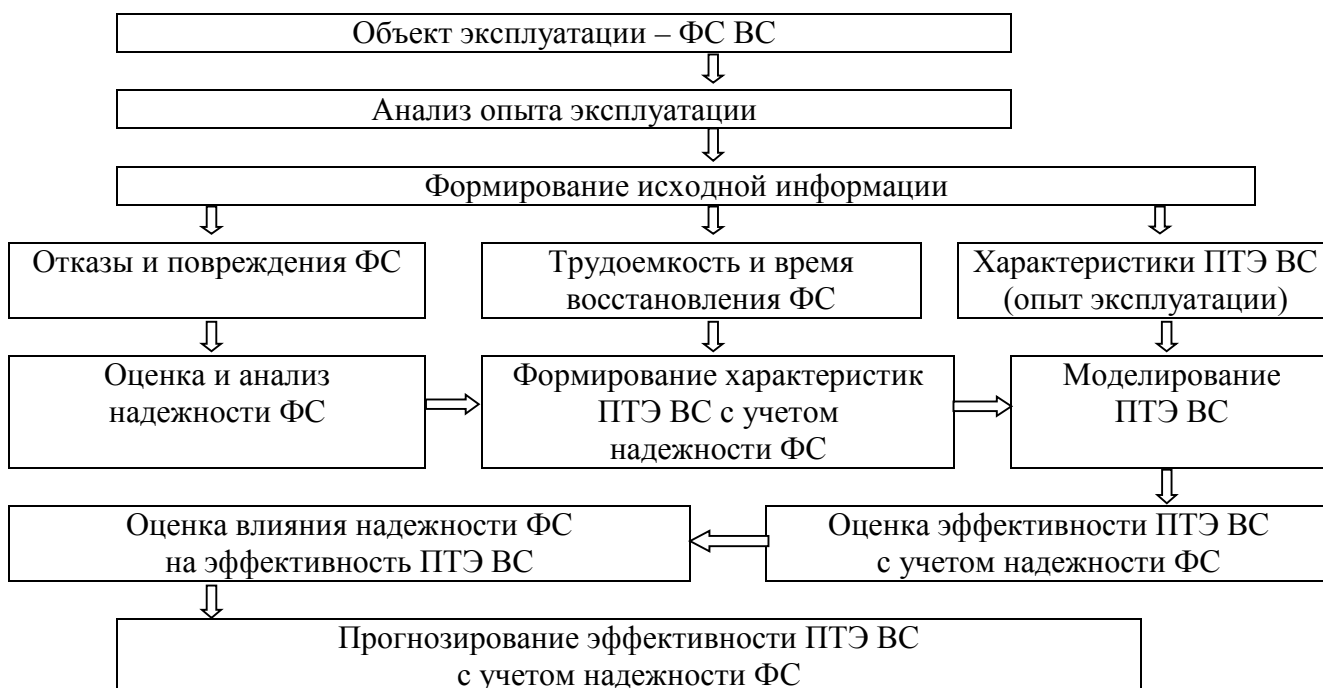 Объект эксплуатации – ФС ВС
Анализ опыта эксплуатации
Формирование исходной информации
Отказы и повреждения ФС
Трудоемкость и время
восстановления ФС
Характеристики ПТЭ ВС
(опыт эксплуатации)
Оценка и анализ
надежности ФС
Формирование характеристик
ПТЭ ВС с учетом
надежности ФС
Моделирование
ПТЭ ВС
Оценка влияния надежности ФС
на эффективность ПТЭ ВС
Оценка эффективности ПТЭ ВС
с учетом надежности ФС
Прогнозирование эффективности ПТЭ ВС
с учетом надежности ФС